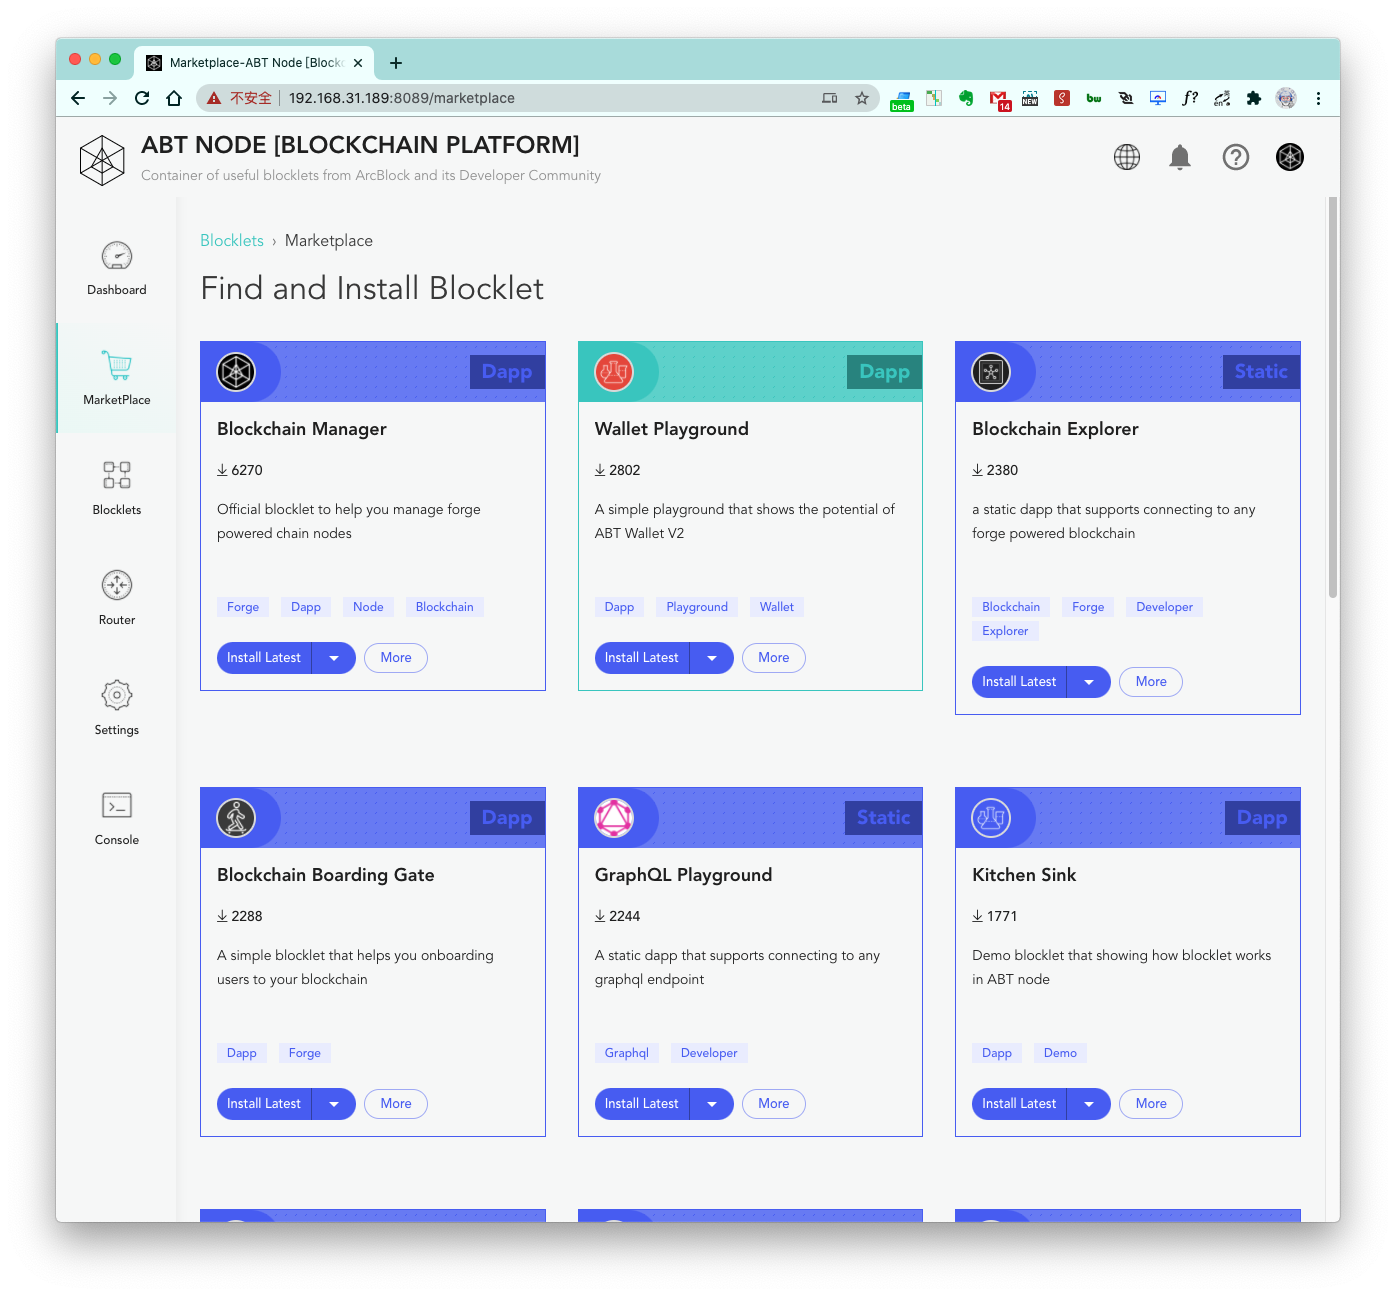 Marketplace-ABT Node [Block
不安全
192.168.31.189:8089/marketplace
beta
14
NEW
bw
f?
en
ABT NODE [BLOCKCHAIN PLATFORM]
Container of useful blocklets from ArcBlock and its Developer Community
Dashboard
MarketPlace
Blocklets
Router
Settings
Console
Blocklets › Marketplace
Find and Install Blocklet
Dapp
Blockchain Manager
6270
Official blocklet to help you manage forge
powered chain nodes
Forge Dapp Node Blockchain
Install Latest More
Dapp
Wallet Playground
2802
A simple playground that shows the potential of
ABT Wallet V2
Dapp Playground Wallet
Install Latest More
Static
Blockchain Explorer
2380
a static dapp that supports connecting to any
forge powered blockchain
Blockchain Forge Developer
Explorer
Install Latest More
Dapp
Blockchain Boarding Gate
2288
A simple blocklet that helps you onboarding
users to your blockchain
Dapp Forge
Install Latest More
Static
GraphQL Playground
2244
A static dapp that supports connecting to any
graphql endpoint
Graphql Developer
Install Latest More
Dapp
Kitchen Sink
1771
Demo blocklet that showing how blocklet works
in ABT node
Dapp Demo
Install Latest More